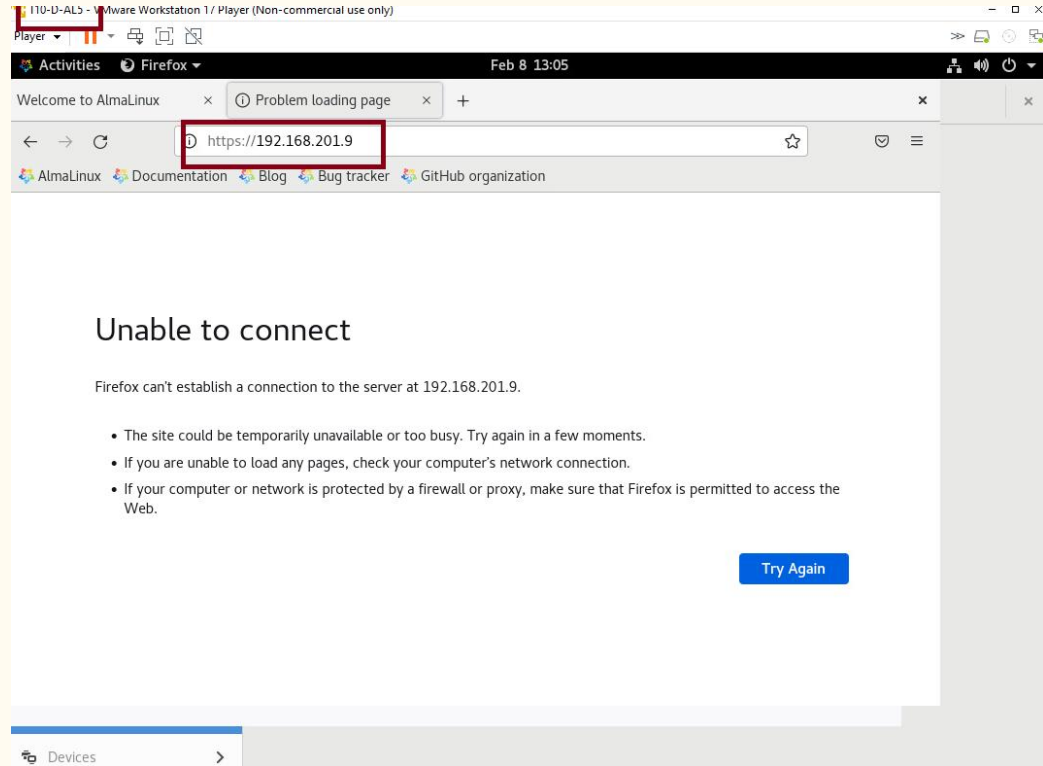 T10-D-AL5 - VMware Workstation 17 Player (Non-commercial use only)
Player
Activities Firefox Feb 8 13:05
Welcome to AlmaLinux Problem loading page
https://192.168.201.9
AlmaLinux Documentation Blog Bug tracker GitHub organization
Unable to connect
Firefox can't establish a connection to the server at 192.168.201.9.
• The site could be temporarily unavailable or too busy. Try again in a few moments.
• If you are unable to load any pages, check your computer's network connection.
• If your computer or network is protected by a firewall or proxy, make sure that Firefox is permitted to access the
Web.
Try Again
Devices